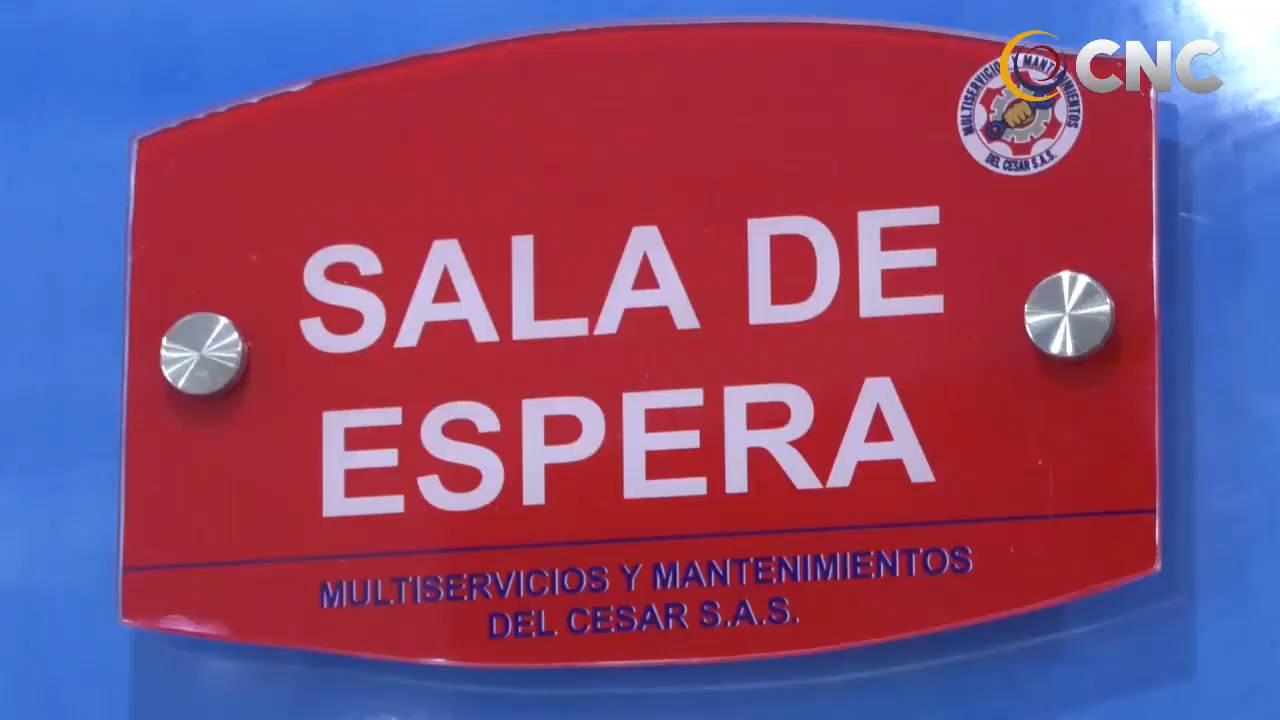 CNC
MULTISERVICIOS Y MANTENIMIENTOS
DEL CESAR S.A.S.
SALA DE
ESPERA
MULTISERVICIOS Y MANTENIMIENTOS
DEL CESAR S.A.S.